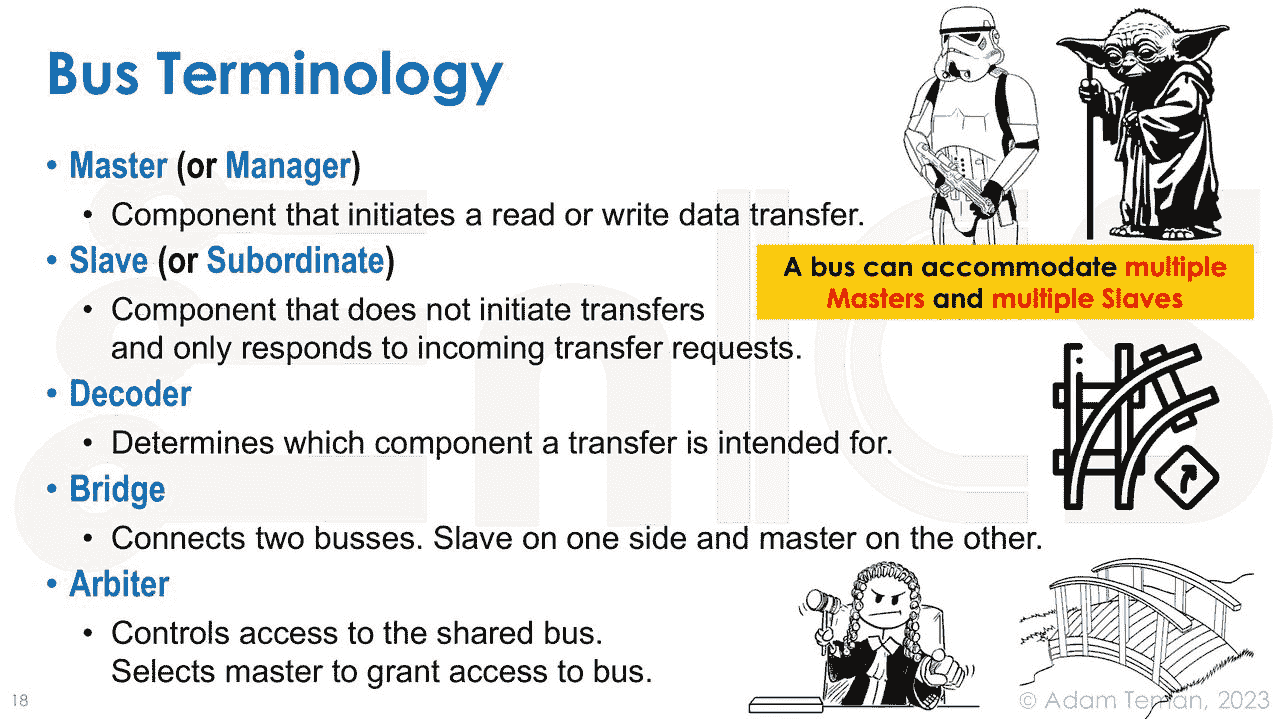 Bus Terminology
• Master (or Manager)
• Component that initiates a read or write data transfer.
• Slave (or Subordinate)
• Component that does not initiate transfers
and only responds to incoming transfer requests.
A bus can accommodate multiple
Masters and multiple Slaves
• Decoder
• Determines which component a transfer is intended for.
• Bridge
• Connects two busses. Slave on one side and master on the other.
• Arbiter
• Controls access to the shared bus.
Selects master to grant access to bus.
18
© Adam Teman, 2023
EnICS